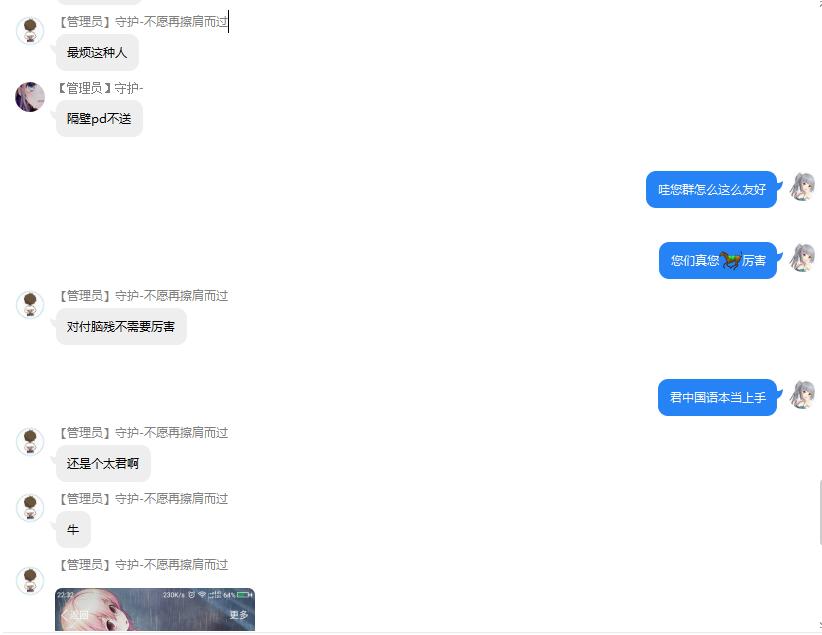 【管理员】守护-不愿再擦肩而过
最烦这种人
【管理员】守护-
隔壁pd不送
哇您群怎么这么友好
您们真您🐎厉害
【管理员】守护-不愿再擦肩而过
对付脑残不需要厉害
君中国语本当上手
【管理员】守护-不愿再擦肩而过
还是个太君啊
【管理员】守护-不愿再擦肩而过
牛
【管理员】守护-不愿再擦肩而过
22:32 230K/s 64%
返回 更多